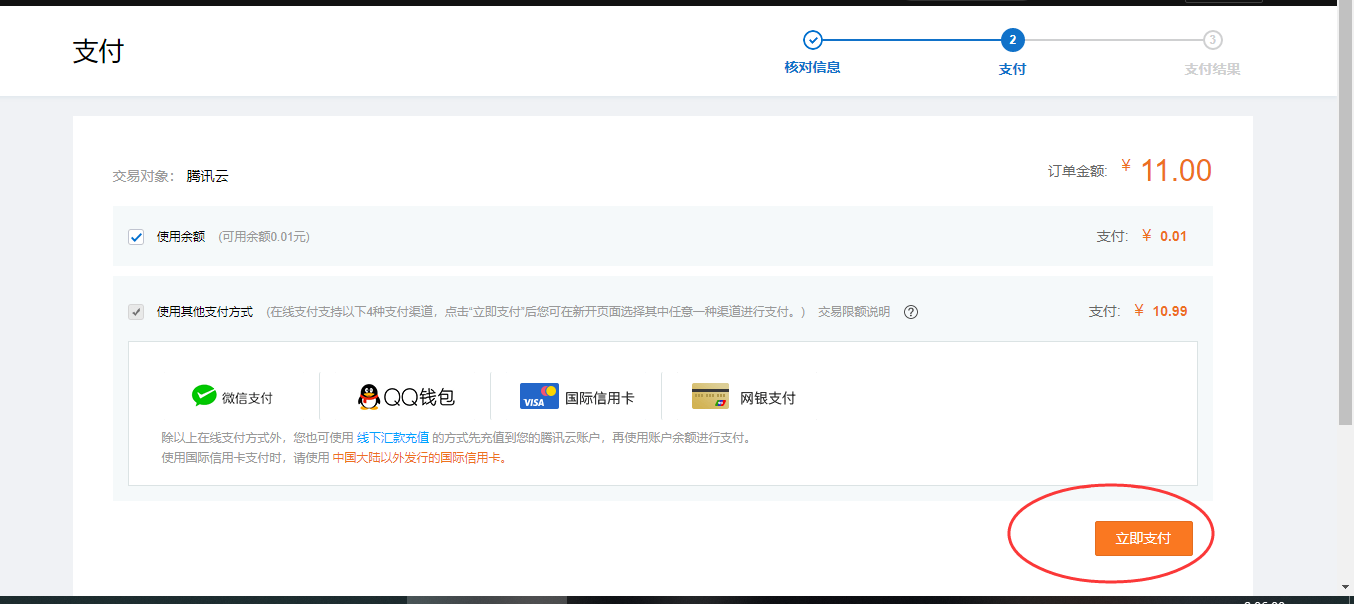 支付
2
3
核对信息
支付
支付结果
交易对象: 腾讯云
订单金额: ¥ 11.00
使用余额 (可用余额0.01元) 支付: ¥ 0.01
使用其他支付方式 (在线支付支持以下4种支付渠道，点击“立即支付”后您可在新开页面选择其中任意一种渠道进行支付。) 交易限额说明 ? 支付: ¥ 10.99
微信支付 QQ钱包 VISA 国际信用卡 网银支付
除以上在线支付方式外，您也可使用 线下汇款充值 的方式先充值到您的腾讯云账户，再使用账户余额进行支付。
使用国际信用卡支付时，请使用 中国大陆以外发行的国际信用卡。
立即支付